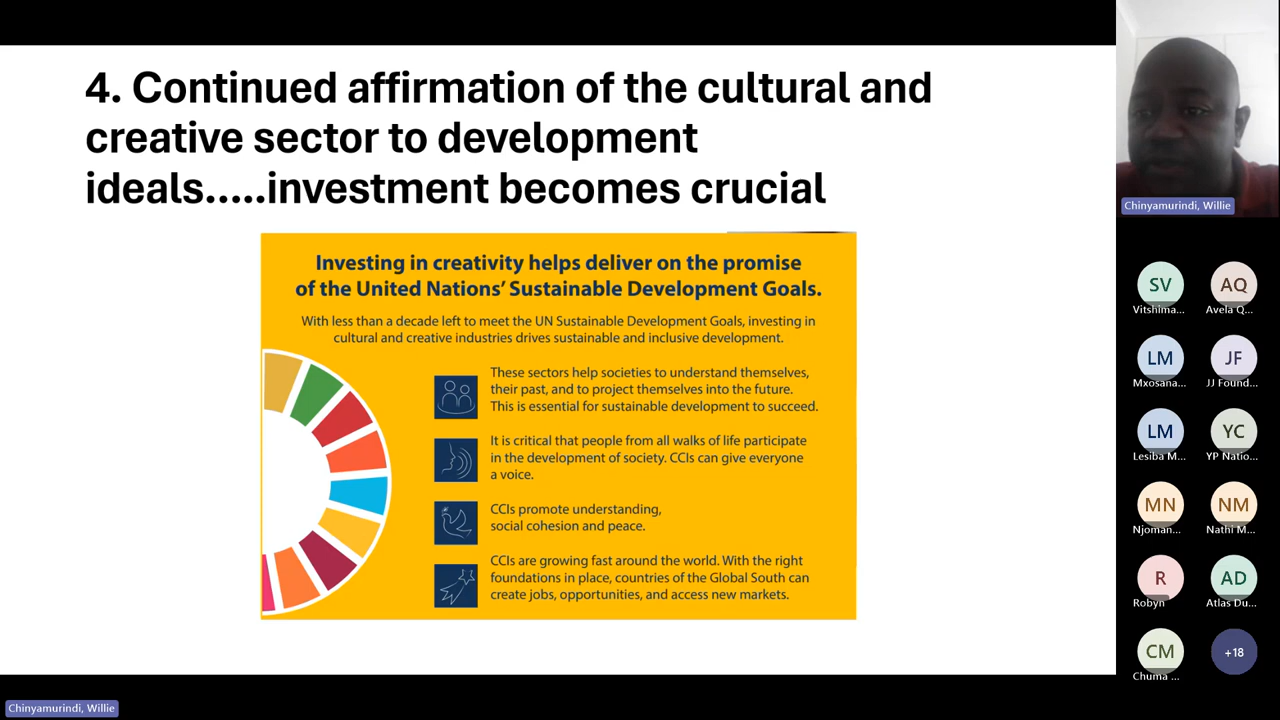 4. Continued affirmation of the cultural and
creative sector to development
ideals.....investment becomes crucial
Investing in creativity helps deliver on the promise
of the United Nations’ Sustainable Development Goals.
With less than a decade left to meet the UN Sustainable Development Goals, investing in
cultural and creative industries drives sustainable and inclusive development.
These sectors help societies to understand themselves,
their past, and to project themselves into the future.
This is essential for sustainable development to succeed.
It is critical that people from all walks of life participate
in the development of society. CCIs can give everyone
a voice.
CCIs promote understanding,
social cohesion and peace.
CCIs are growing fast around the world. With the right
foundations in place, countries of the Global South can
create jobs, opportunities, and access new markets.
Chinyamurindi, Willie
SV
Vitshima...
AQ
Avela Q...
LM
Mxosana...
JF
JJ Found...
LM
Lesiba M...
YC
YP Natio...
MN
Njoman...
NM
Nathi M...
R
Robyn
AD
Atlas Du...
CM
Chuma ...
+18
Chinyamurindi, Willie